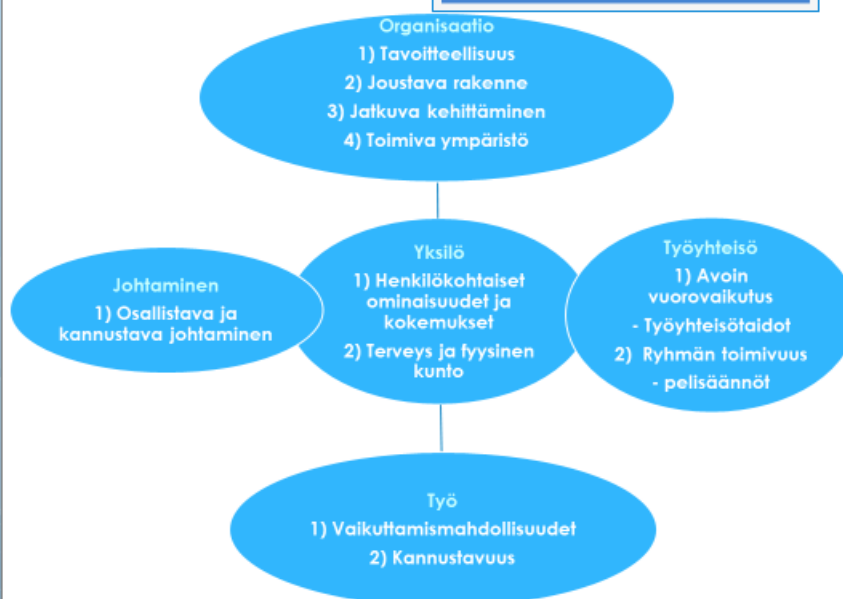 Organisaatio
1) Tavoitteellisuus
2) Joustava rakenne
3) Jatkuva kehittäminen
4) Toimiva ympäristö
Johtaminen
1) Osallistava ja
kannustava johtaminen
Yksilö
1) Henkilökohtaiset
ominaisuudet ja
kokemukset
2) Terveys ja fyysinen
kunto
Työyhteisö
1) Avoin
vuorovaikutus
- Työyhteisötaidot
2) Ryhmän toimivuus
- pelisäännöt
Työ
1) Vaikuttamismahdollisuudet
2) Kannustavuus